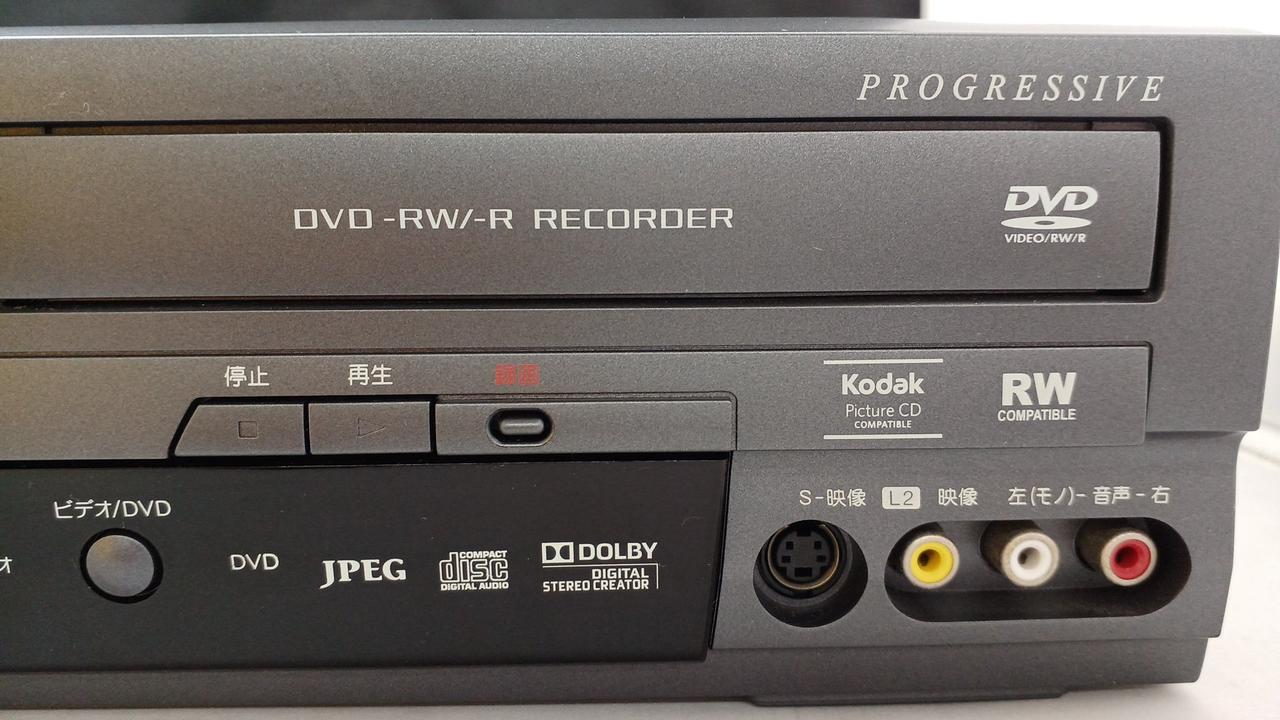 PROGRESSIVE
DVD -RW/-R RECORDER
DVD
VIDEO/RW/R
停止
再生
録画
Kodak
Picture CD
COMPATIBLE
RW
COMPATIBLE
ビデオ/DVD
オ
DVD
JPEG
COMPACT
disc
DIGITAL AUDIO
DOLBY
DIGITAL
STEREO CREATOR
S-映像 L2 映像 左(モノ)-音声-右